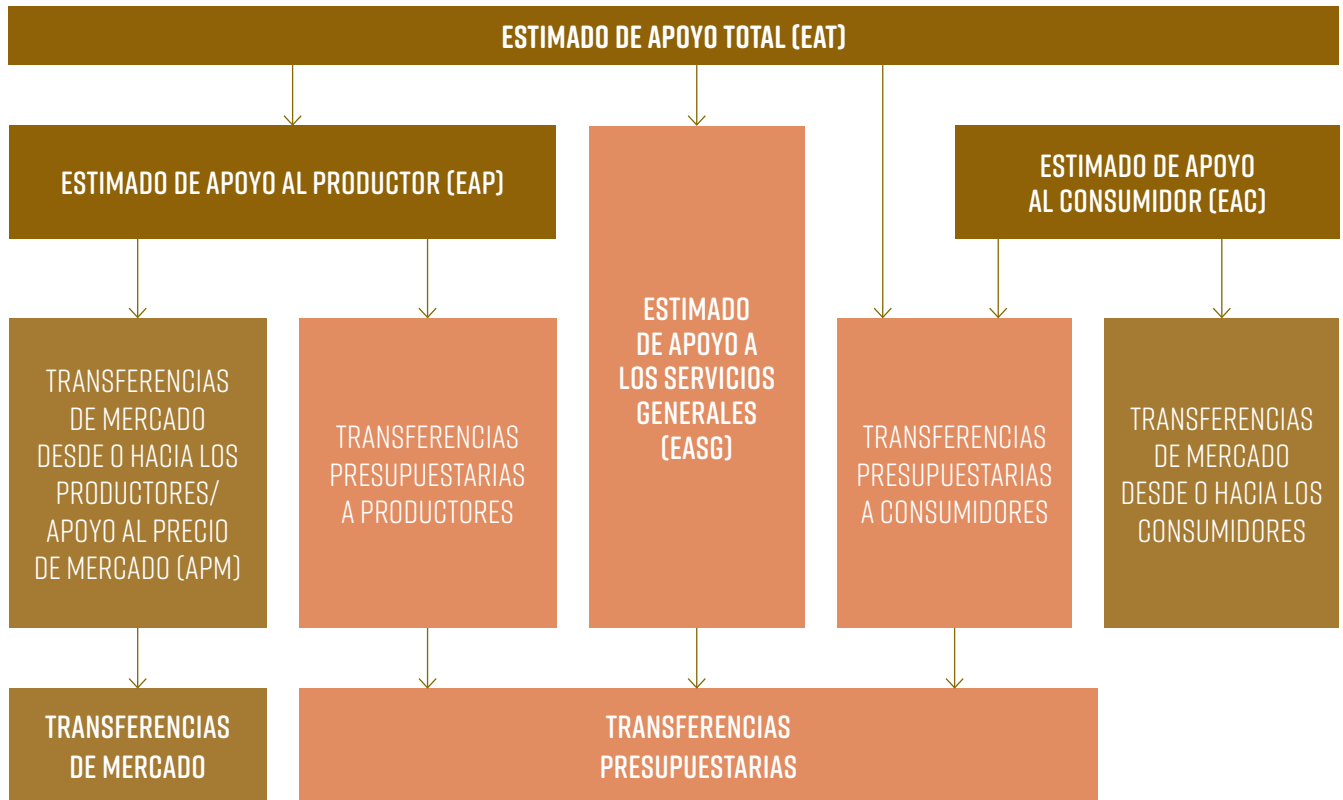 ESTIMADO DE APOYO TOTAL (EAT)
ESTIMADO DE APOYO AL PRODUCTOR (EAP)
ESTIMADO DE APOYO
AL CONSUMIDOR (EAC)
TRANSFERENCIAS
DE MERCADO
DESDE O HACIA LOS
PRODUCTORES/
APOYO AL PRECIO
DE MERCADO (APM)
TRANSFERENCIAS
PRESUPUESTARIAS
A PRODUCTORES
ESTIMADO
DE APOYO A
LOS SERVICIOS
GENERALES
(EASG)
TRANSFERENCIAS
PRESUPUESTARIAS
A CONSUMIDORES
TRANSFERENCIAS
DE MERCADO
DESDE O HACIA LOS
CONSUMIDORES
TRANSFERENCIAS
DE MERCADO
TRANSFERENCIAS
PRESUPUESTARIAS